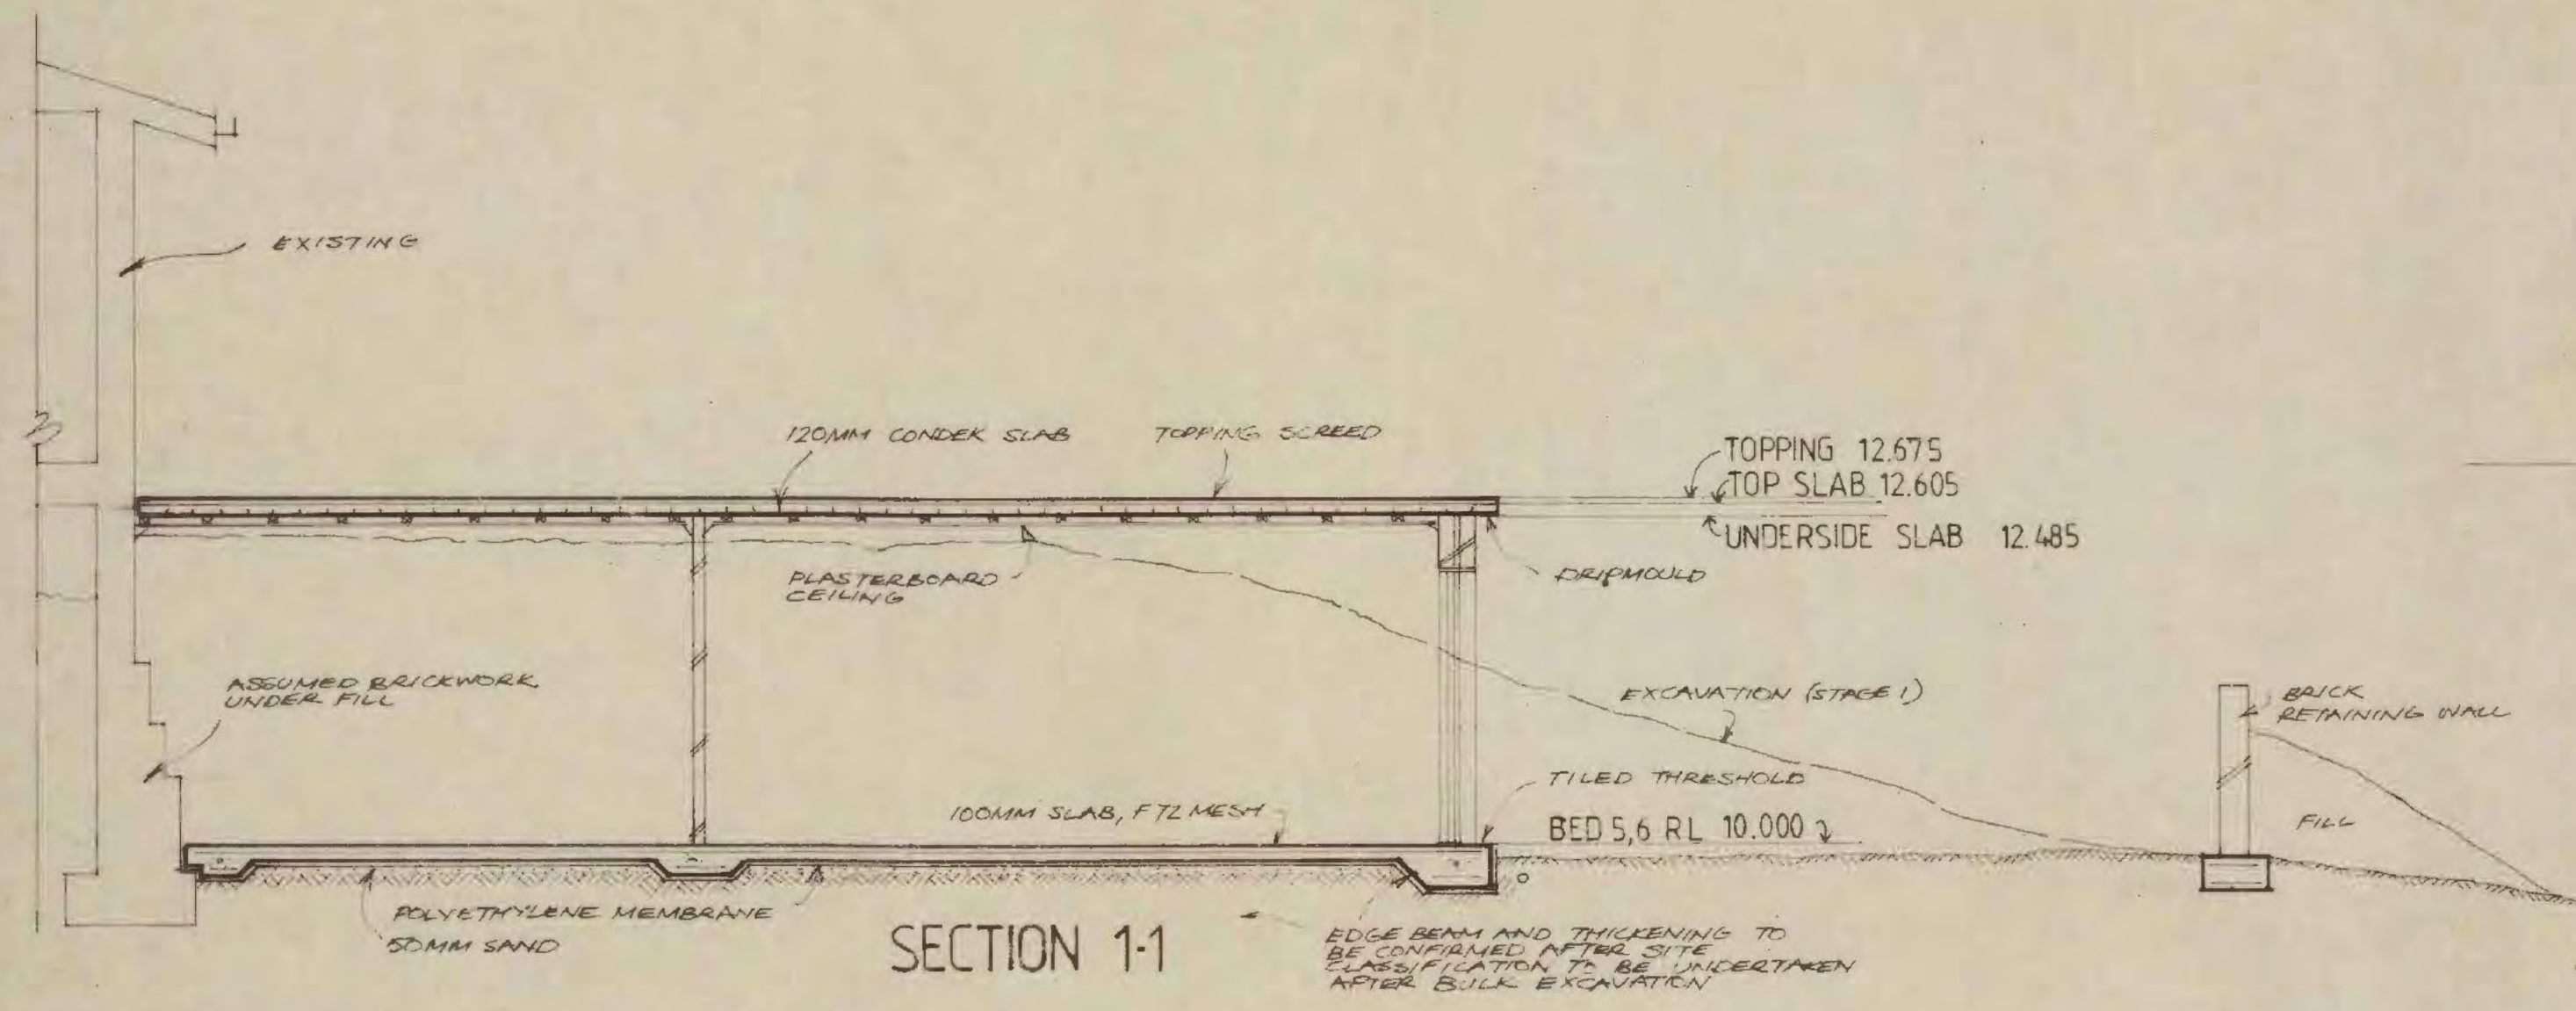 EXISTING
120MM CONDEK SLAB
TOPPING SCREED
TOPPING 12.675
TOP SLAB 12.605
UNDERSIDE SLAB 12.485
PLASTERBOARD
CEILING
DRIPMOULD
ASSUMED BRICKWORK
UNDER FILL
EXCAVATION (STAGE 1)
BRICK
RETAINING WALL
TILED THRESHOLD
100MM SLAB, F72 MESH
BED 5,6 RL 10.000
FILL
POLYETHYLENE MEMBRANE
50MM SAND
SECTION 1-1
EDGE BEAM AND THICKENING TO
BE CONFIRMED AFTER SITE
CLASSIFICATION TO BE UNDERTAKEN
AFTER BULK EXCAVATION